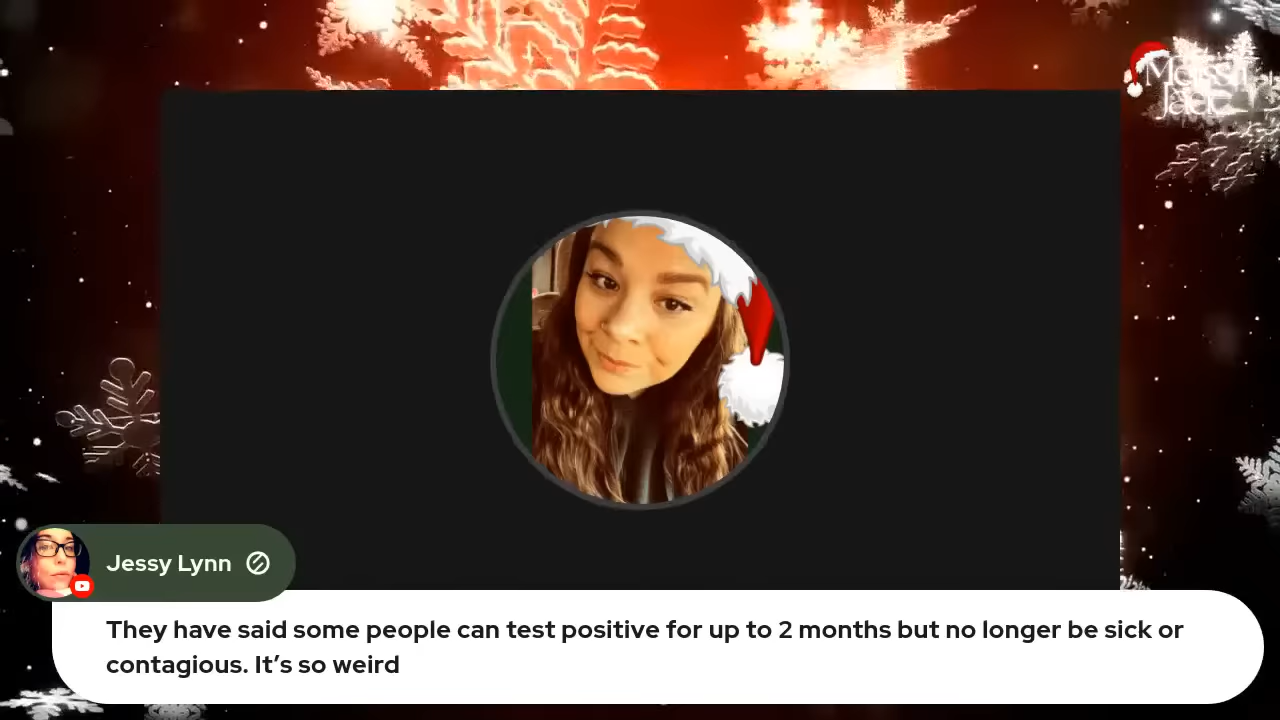 Jessy Lynn
They have said some people can test positive for up to 2 months but no longer be sick or
contagious. It’s so weird